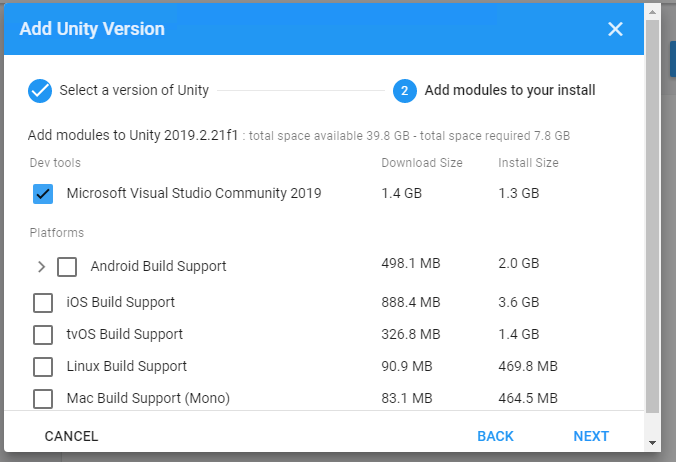 Add Unity Version
Select a version of Unity
2 Add modules to your install
Add modules to Unity 2019.2.21f1 : total space available 39.8 GB - total space required 7.8 GB
Dev tools Download Size Install Size
Microsoft Visual Studio Community 2019 1.4 GB 1.3 GB
Platforms
Android Build Support 498.1 MB 2.0 GB
iOS Build Support 888.4 MB 3.6 GB
tvOS Build Support 326.8 MB 1.4 GB
Linux Build Support 90.9 MB 469.8 MB
Mac Build Support (Mono) 83.1 MB 464.5 MB
CANCEL BACK NEXT